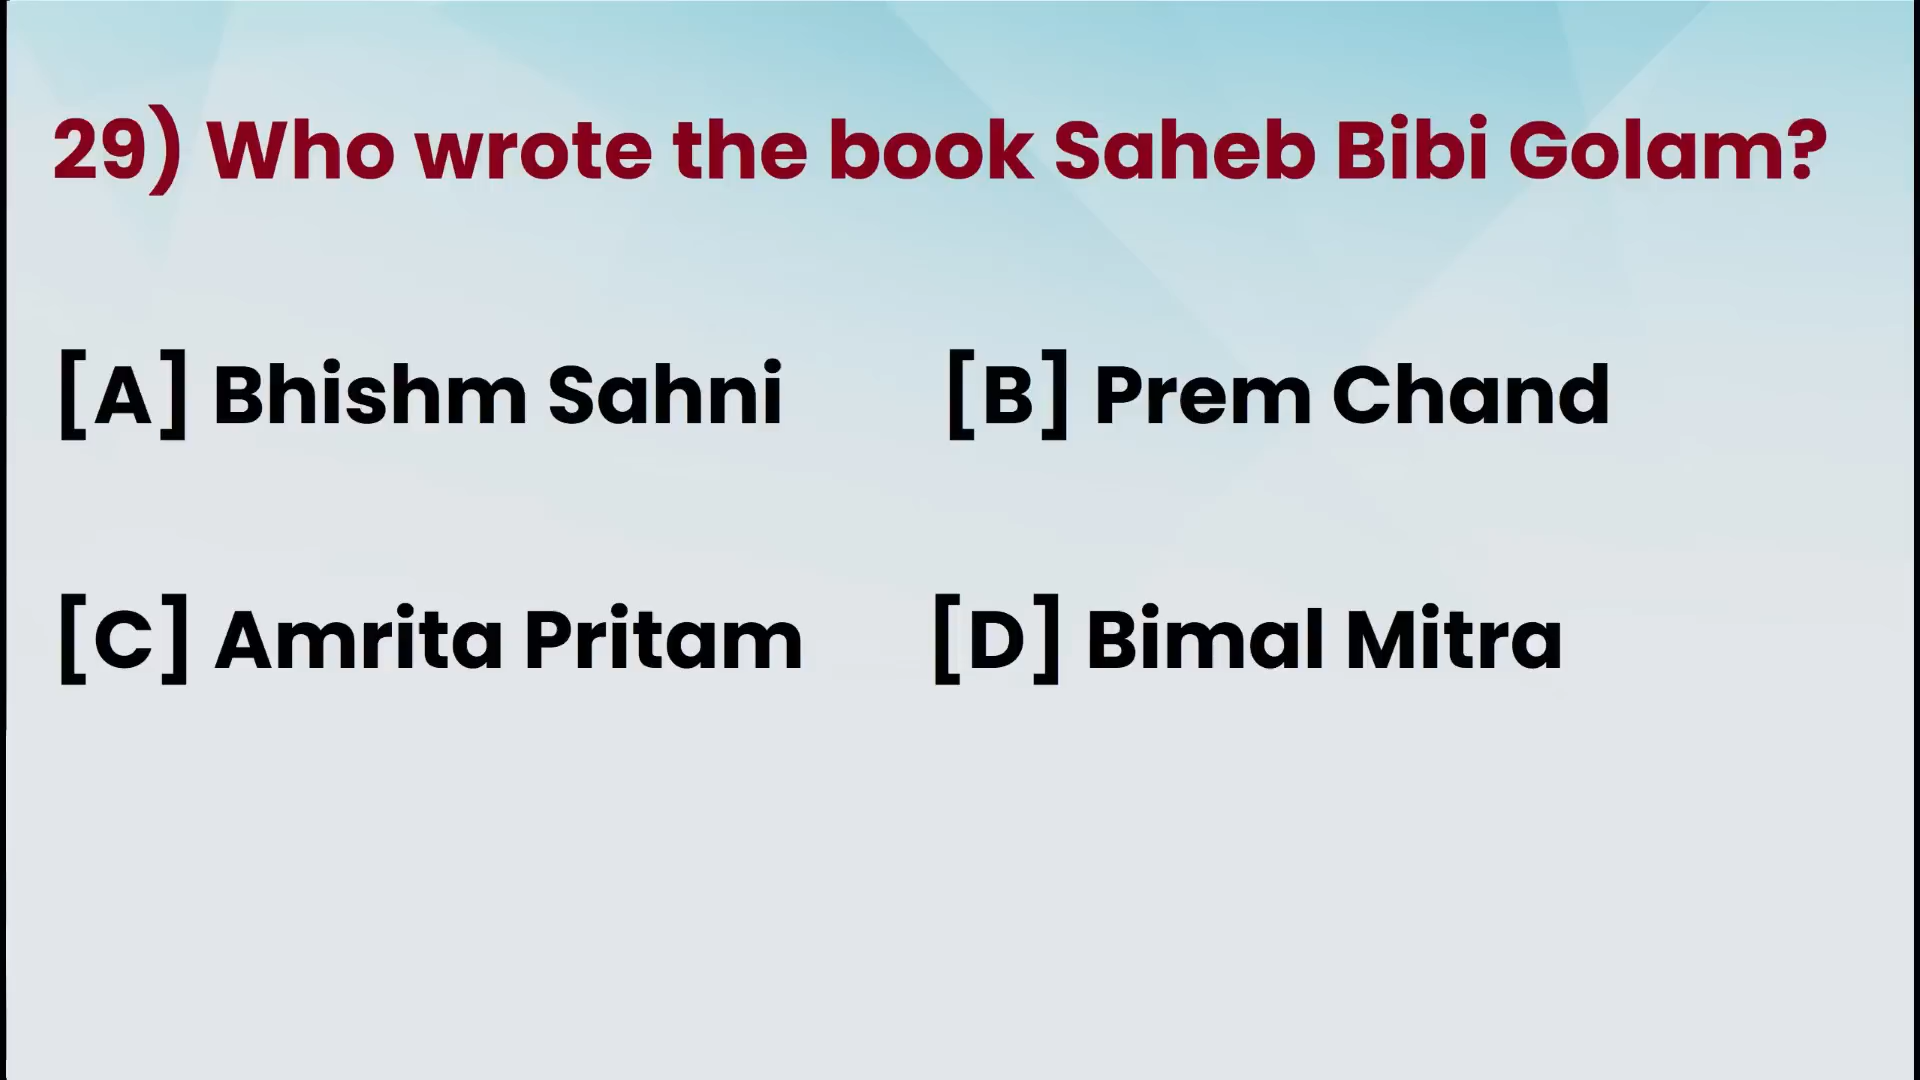 29) Who wrote the book Saheb Bibi Golam?
[A] Bhishm Sahni [B] Prem Chand
[C] Amrita Pritam [D] Bimal Mitra